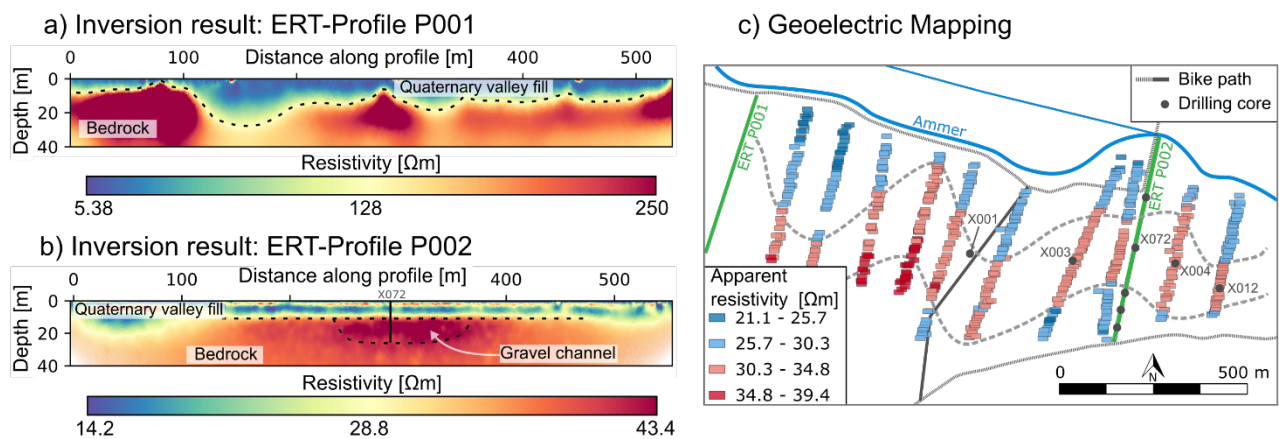 a) Inversion result: ERT-Profile P001
Distance along profile [m]
0 100 400 500
Depth [m]
0
20
40
Quaternary valley fill
Bedrock
Resistivity [Ωm]
5.38 128 250
b) Inversion result: ERT-Profile P002
Distance along profile [m]
0 100 400 500
X072
Depth [m]
0
20
40
Quaternary valley fill
Bedrock
Gravel channel
Resistivity [Ωm]
14.2 28.8 43.4
c) Geoelectric Mapping
Bike path
Drilling core
Ammer
ERT P001
ERT P002
X001
X003
X072
X004
X012
Apparent
resistivity [Ωm]
21.1 - 25.7
25.7 - 30.3
30.3 - 34.8
34.8 - 39.4
N
0 500 m